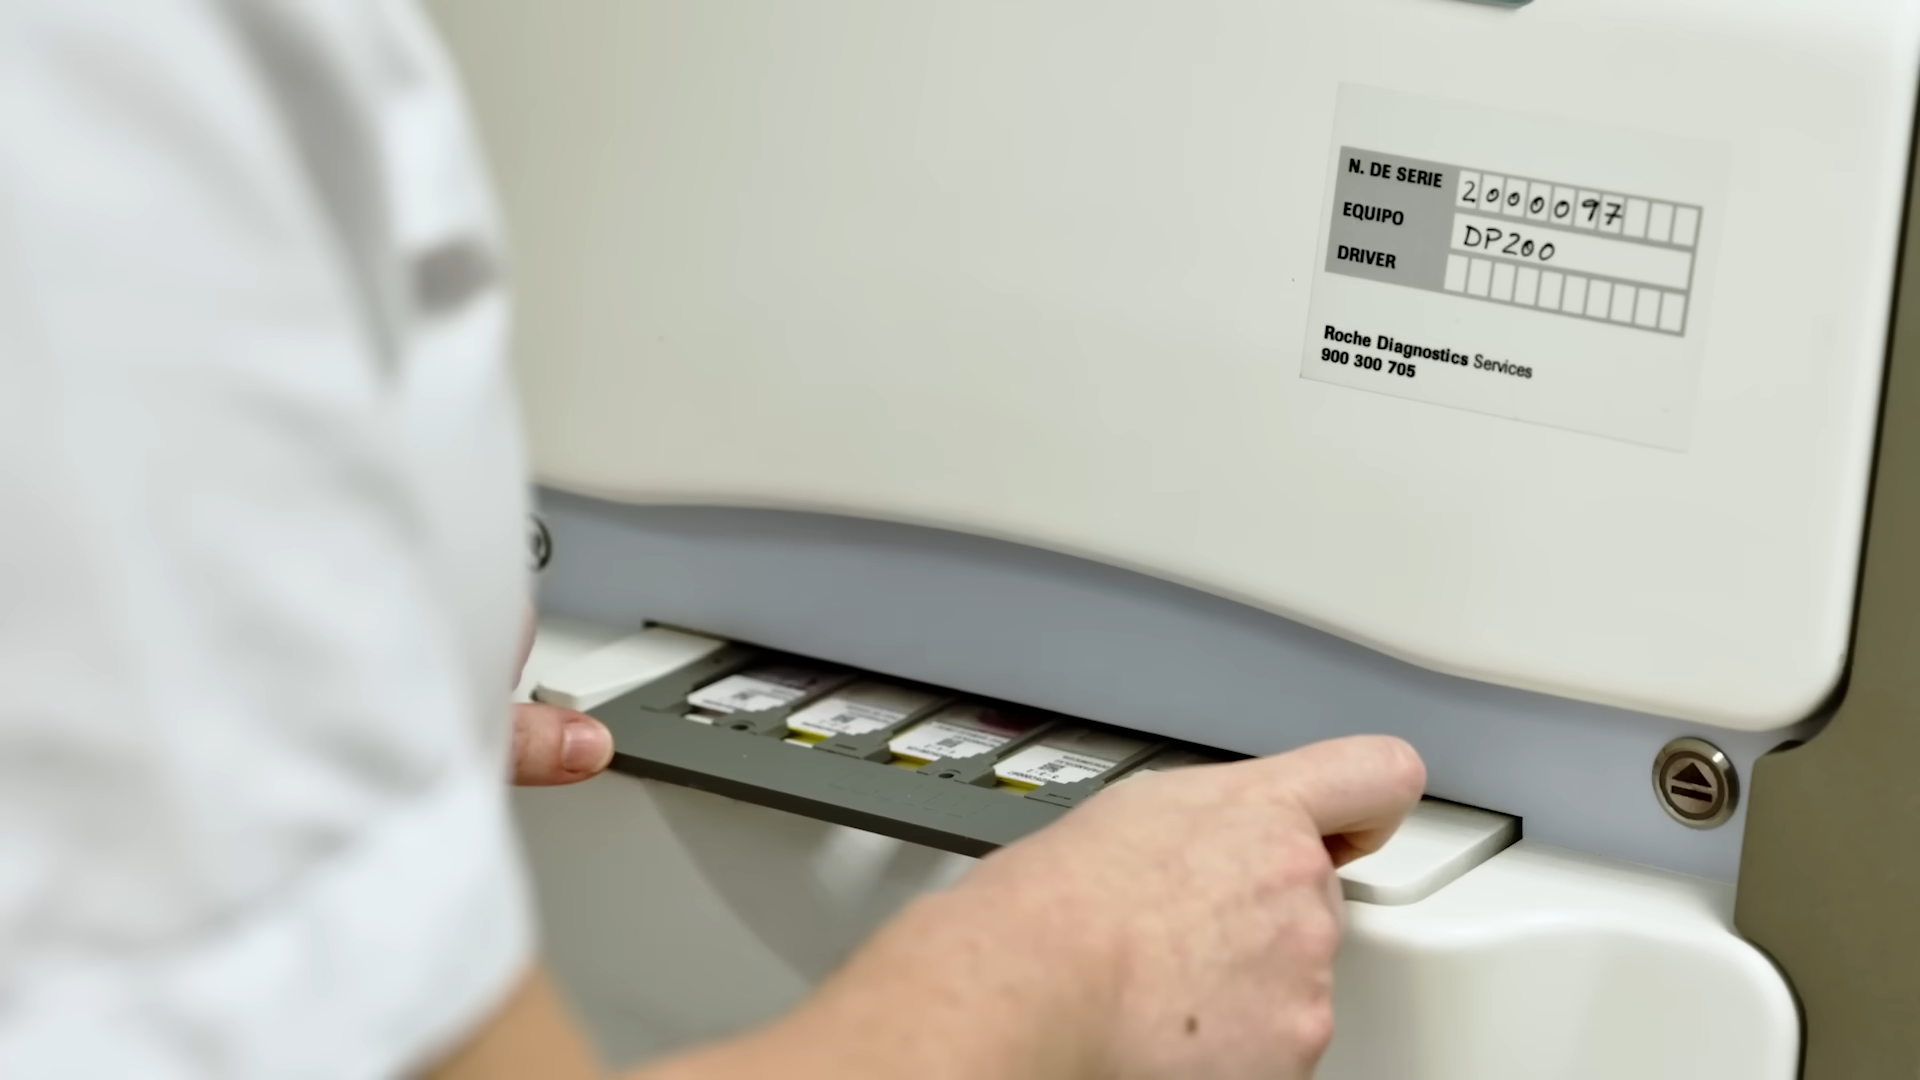 N. DE SERIE 2000097
EQUIPO DP200
DRIVER
Roche Diagnostics Services
900 300 705